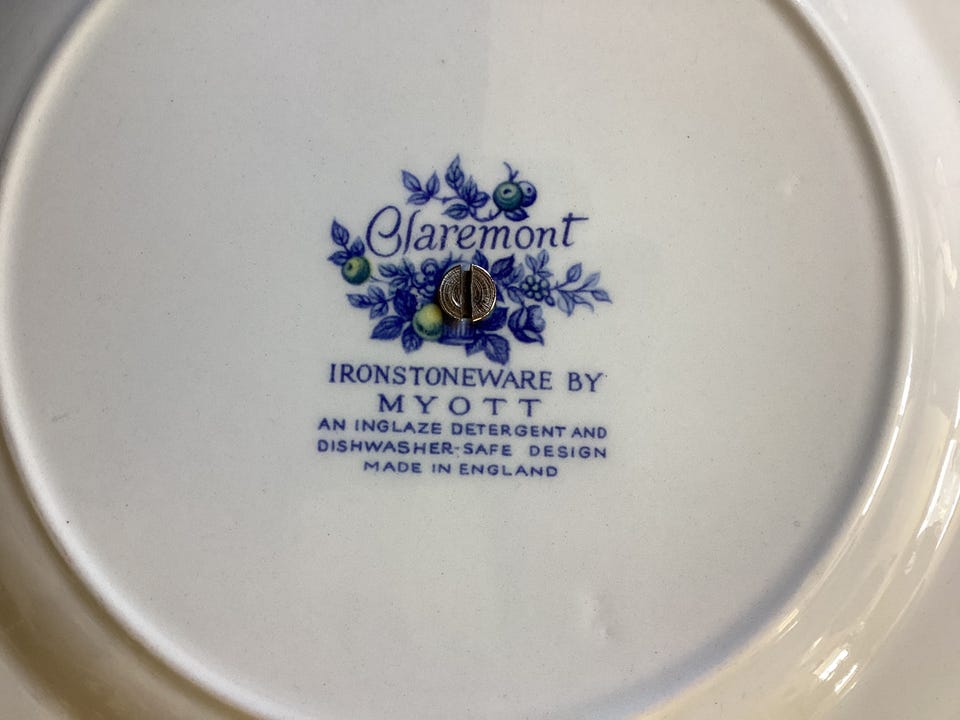 Claremont
IRONSTONEWARE BY
MYOTT
AN INGLAZE DETERGENT AND
DISHWASHER-SAFE DESIGN
MADE IN ENGLAND